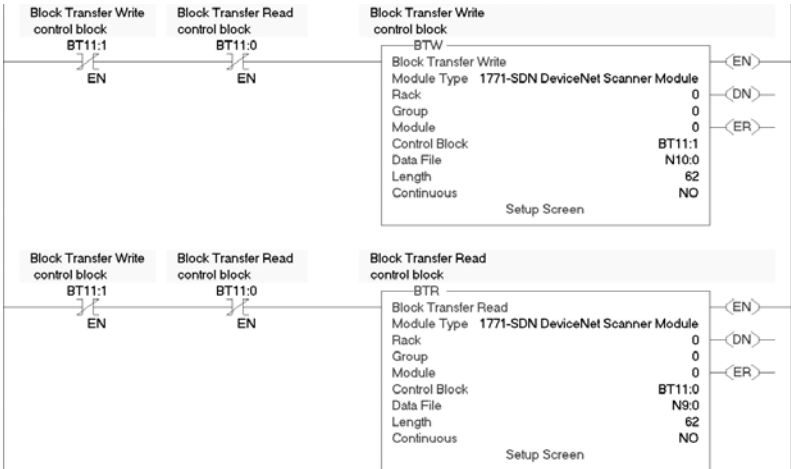 Block Transfer Write Block Transfer Read Block Transfer Write
control block control block control block
BT11:1 BT11:0 BTW
Block Transfer Write EN
EN EN Module Type 1771-SDN DeviceNet Scanner Module
Rack 0 DN
Group 0
Module 0 ER
Control Block BT11:1
Data File N10:0
Length 62
Continuous NO
Setup Screen
Block Transfer Write Block Transfer Read Block Transfer Read
control block control block control block
BT11:1 BT11:0 BTR
Block Transfer Read EN
EN EN Module Type 1771-SDN DeviceNet Scanner Module
Rack 0 DN
Group 0
Module 0 ER
Control Block BT11:0
Data File N9:0
Length 62
Continuous NO
Setup Screen